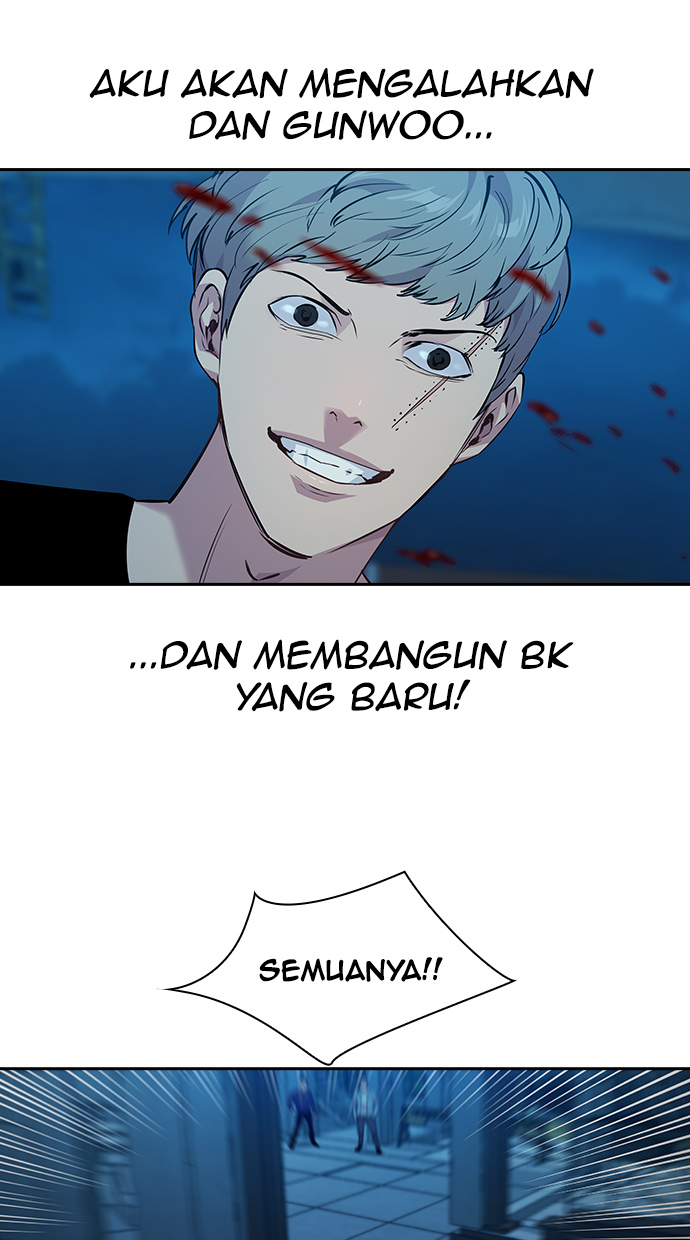 AKU AKAN MENGALAHKAN
DAN GUNWOO...
...DAN MEMBANGUN BK
YANG BARU!
SEMUANYA!!